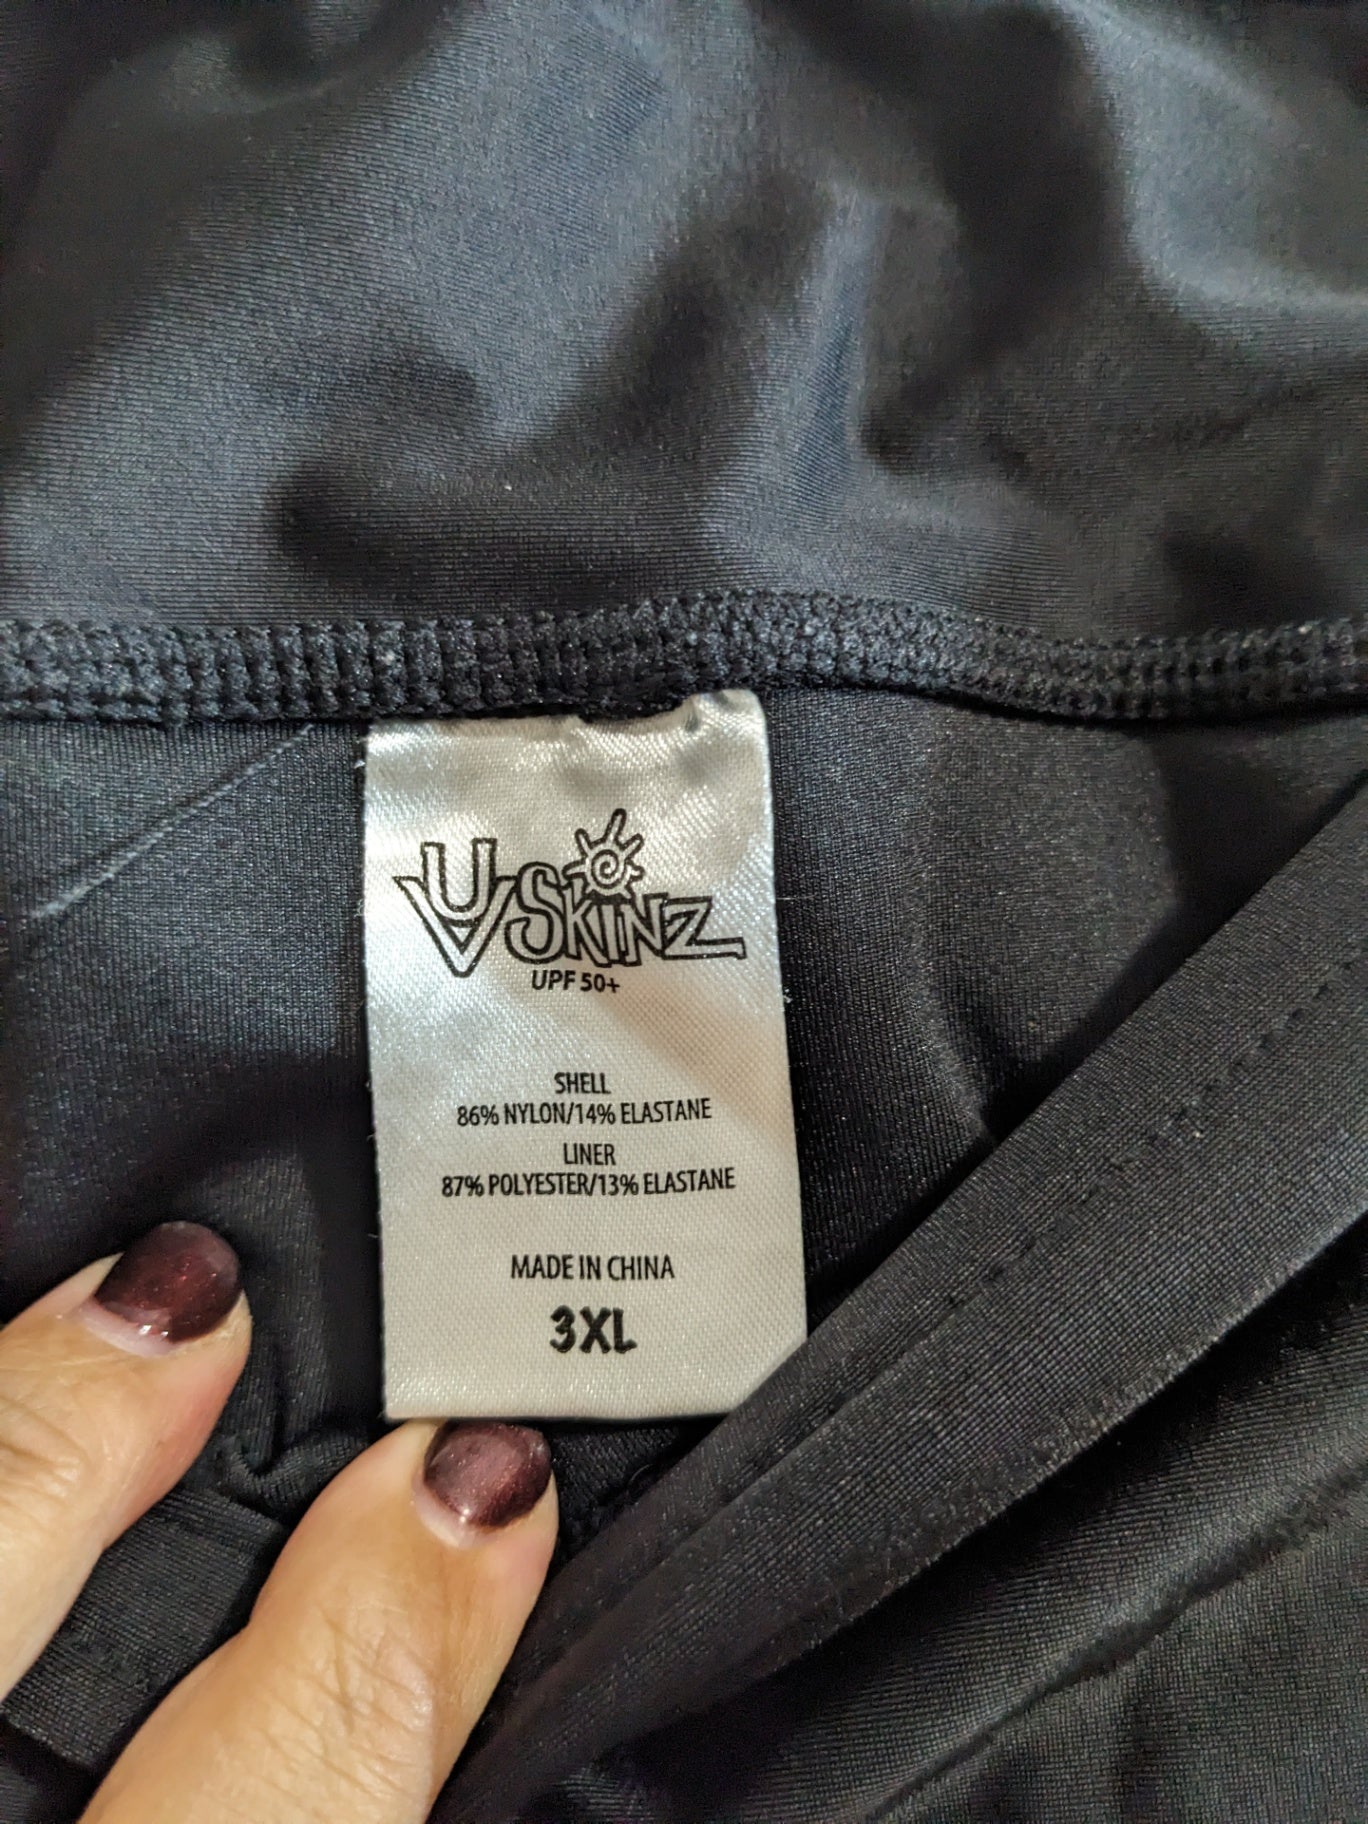 UV SKINZ
UPF 50+
SHELL
86% NYLON/14% ELASTANE
LINER
87% POLYESTER/13% ELASTANE
MADE IN CHINA
3XL